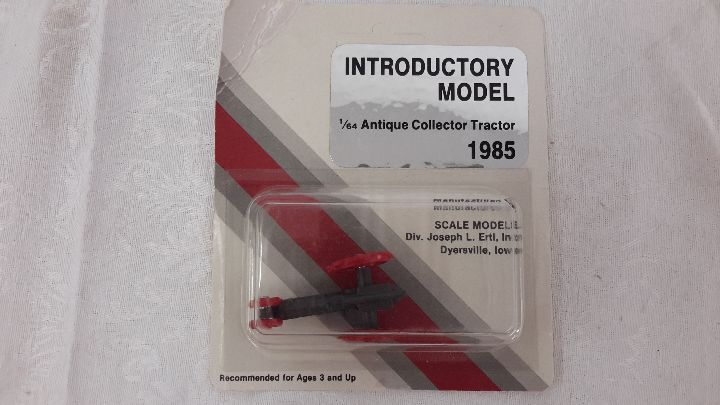 INTRODUCTORY
MODEL
1/64 Antique Collector Tractor
1985
manufactured
SCALE MODELS
Div. Joseph L. Ertl, Inc.
Dyersville, Iowa
Recommended for Ages 3 and Up